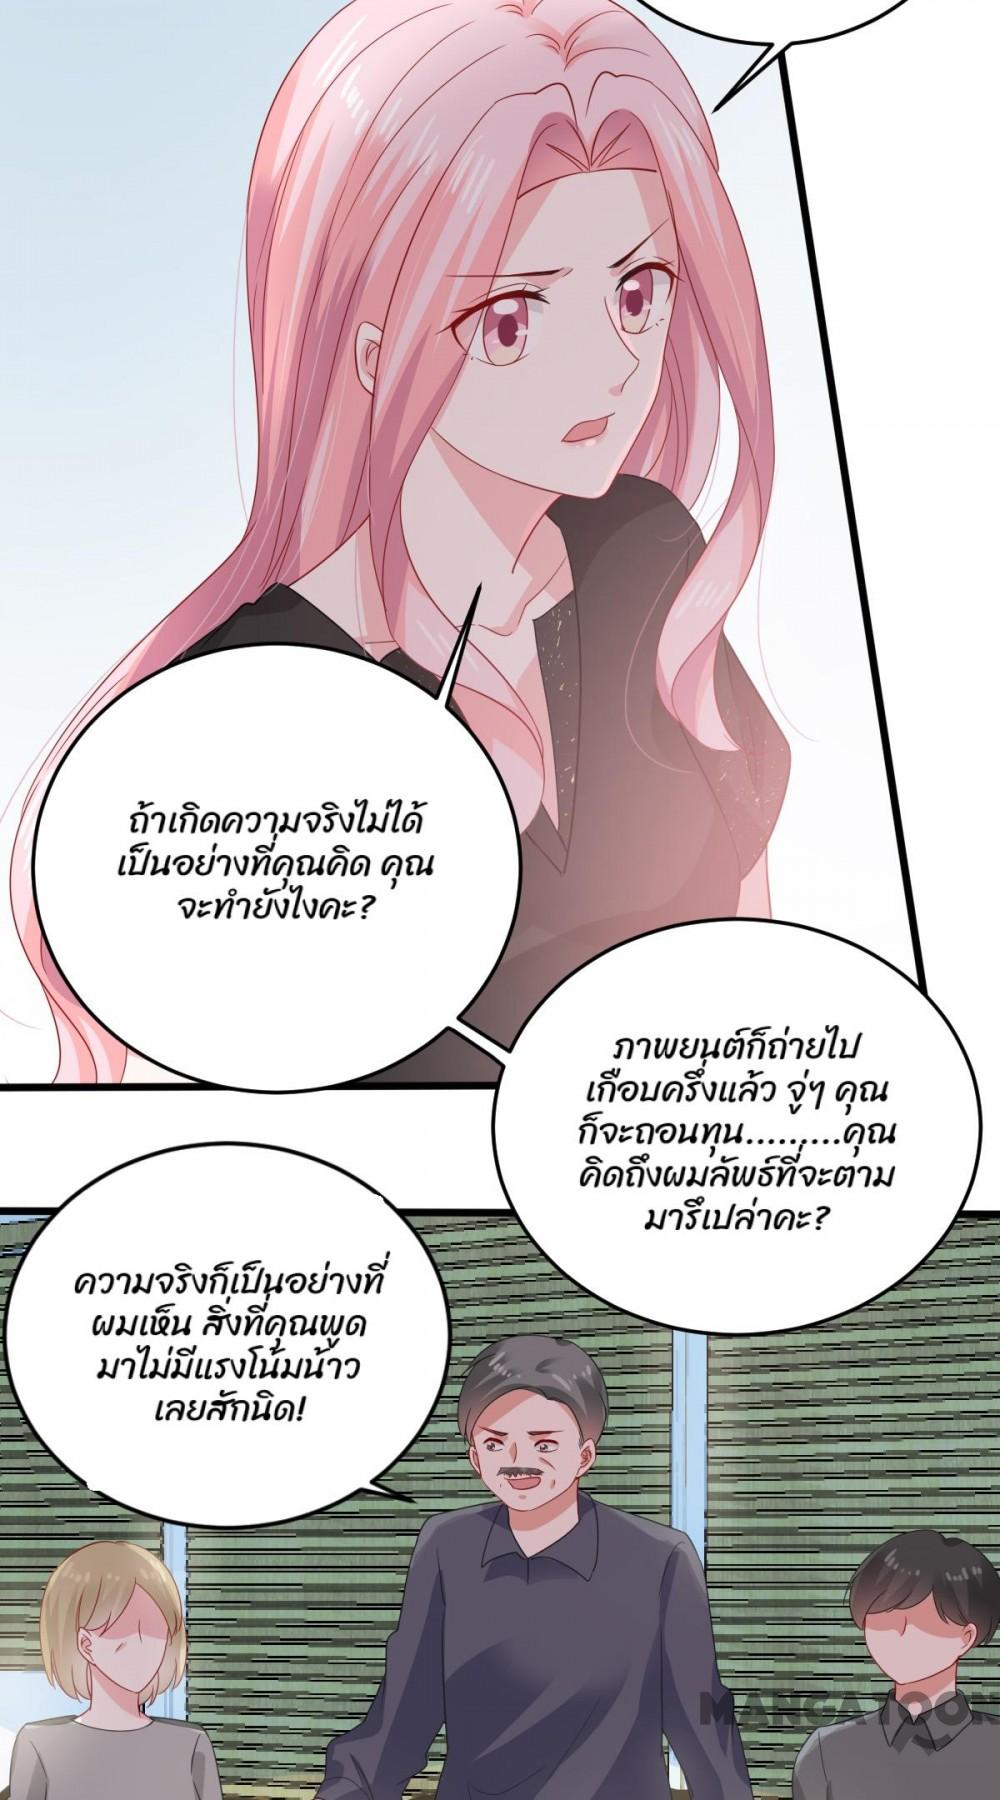 ถ้าเกิดความจริงไม่ได้
เป็นอย่างที่คุณคิด คุณ
จะทำยังไงคะ?
ภาพยนต์ก็ถ่ายไป
เกือบครึ่งแล้ว จู่ๆ คุณ
ก็จะถอนทุน.........คุณ
คิดถึงผมลัพธ์ที่จะตาม
มารึเปล่าคะ?
ความจริงก็เป็นอย่างที่
ผมเห็น สิ่งที่คุณพูด
มาไม่มีแรงโน้มน้าว
เลยสักนิด!
MANGATOON